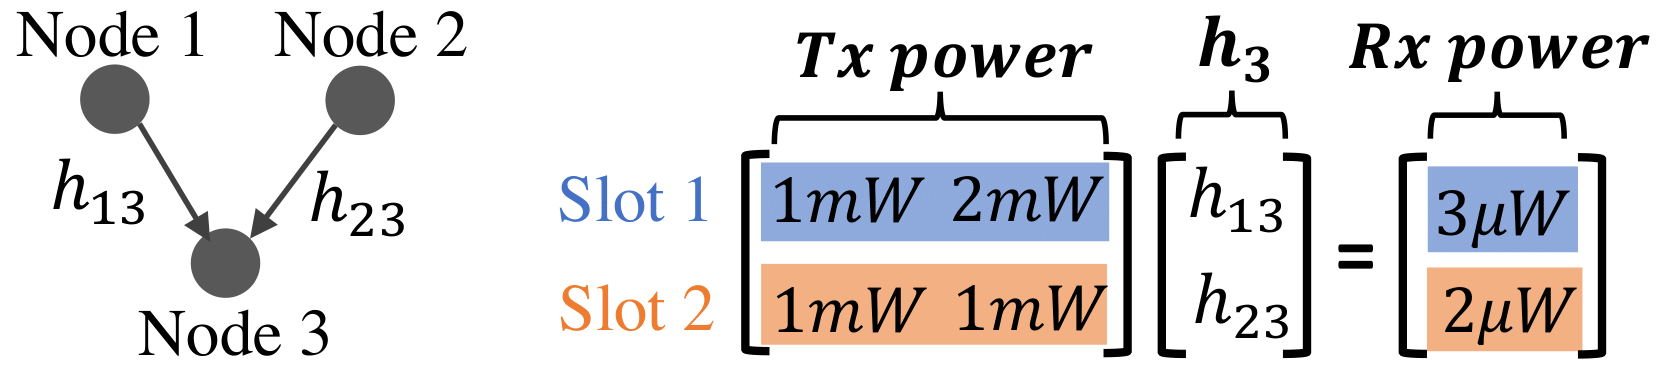 Node 1 Node 2
h₁₃ h₂₃
Node 3
Tx power h₃ Rx power
Slot 1 1mW 2mW h₁₃ 3μW
=
Slot 2 1mW 1mW h₂₃ 2μW